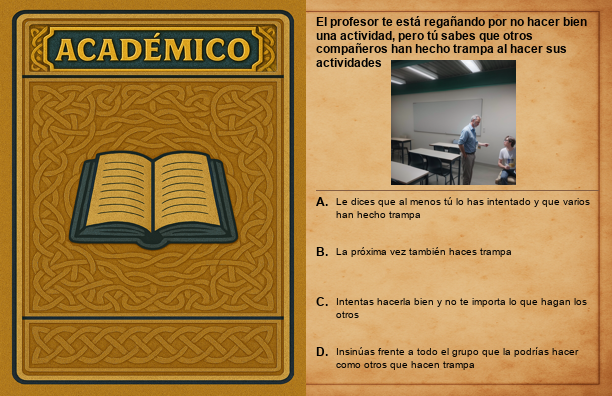 ACADÉMICO
El profesor te está regañando por no hacer bien
una actividad, pero tú sabes que otros
compañeros han hecho trampa al hacer sus
actividades
A. Le dices que al menos tú lo has intentado y que varios
han hecho trampa
B. La próxima vez también haces trampa
C. Intentas hacerla bien y no te importa lo que hagan los
otros
D. Insinúas frente a todo el grupo que la podrías hacer
como otros que hacen trampa